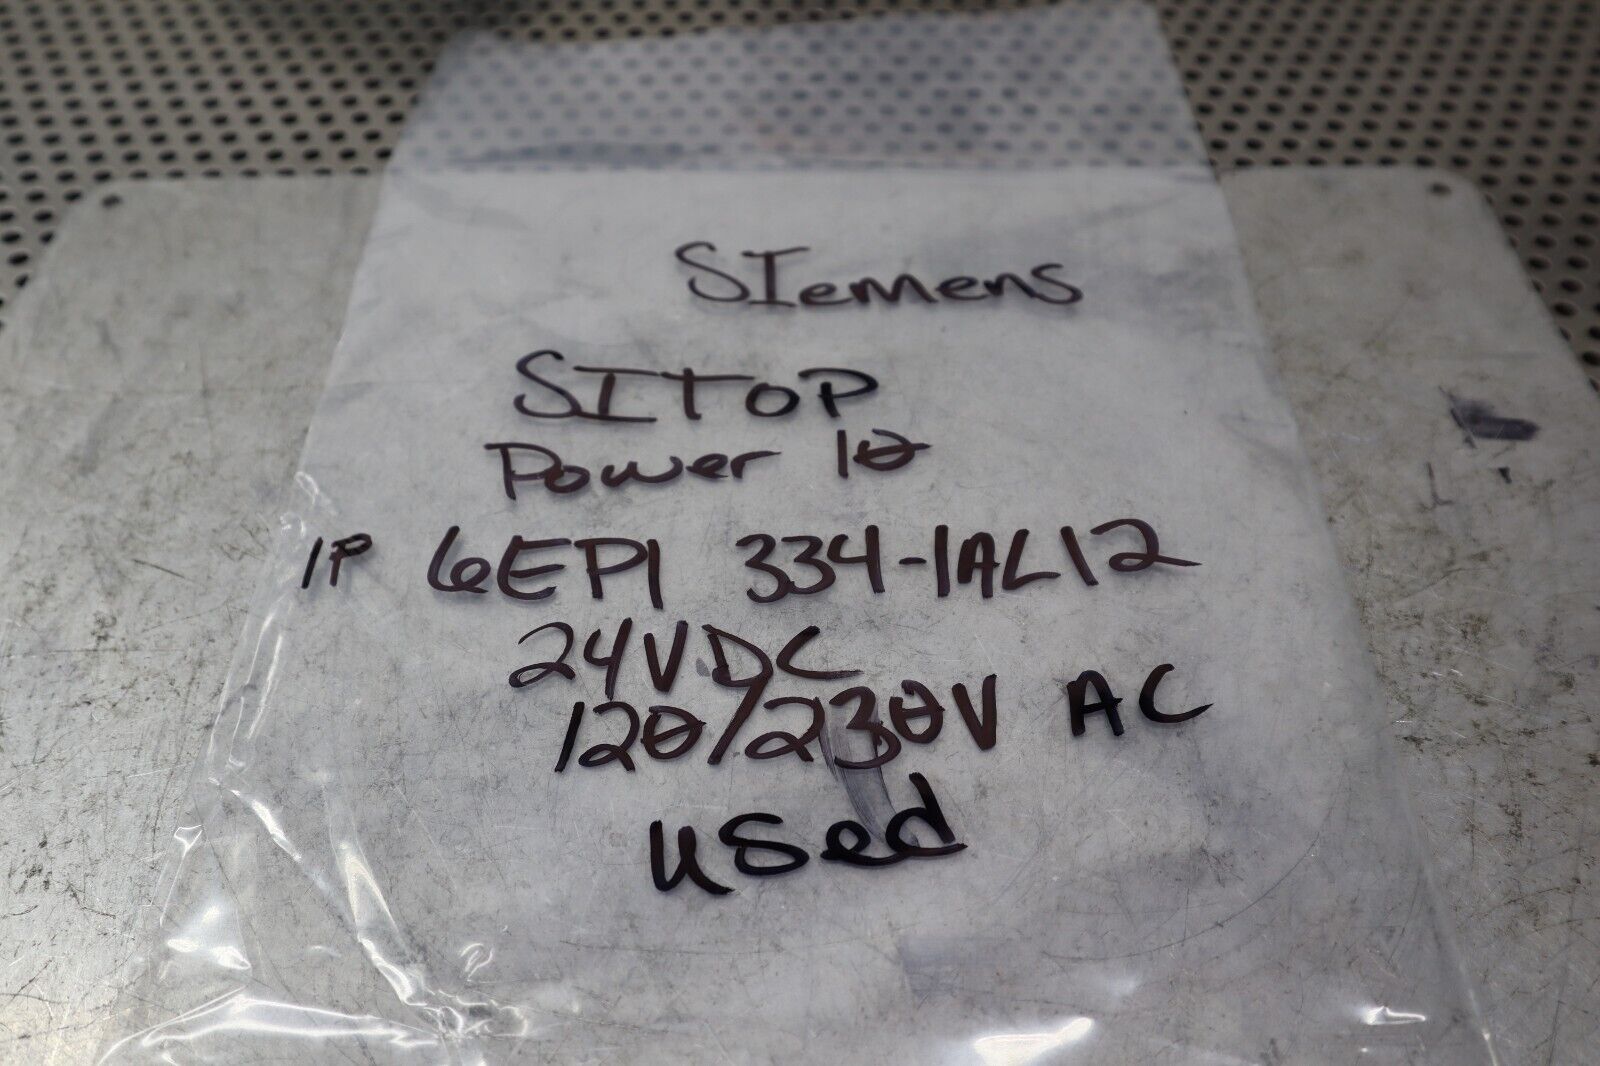 SIemens
SITOP
Power 10
1P 6EP1 334-1AL12
24VDC
120/230V AC
used